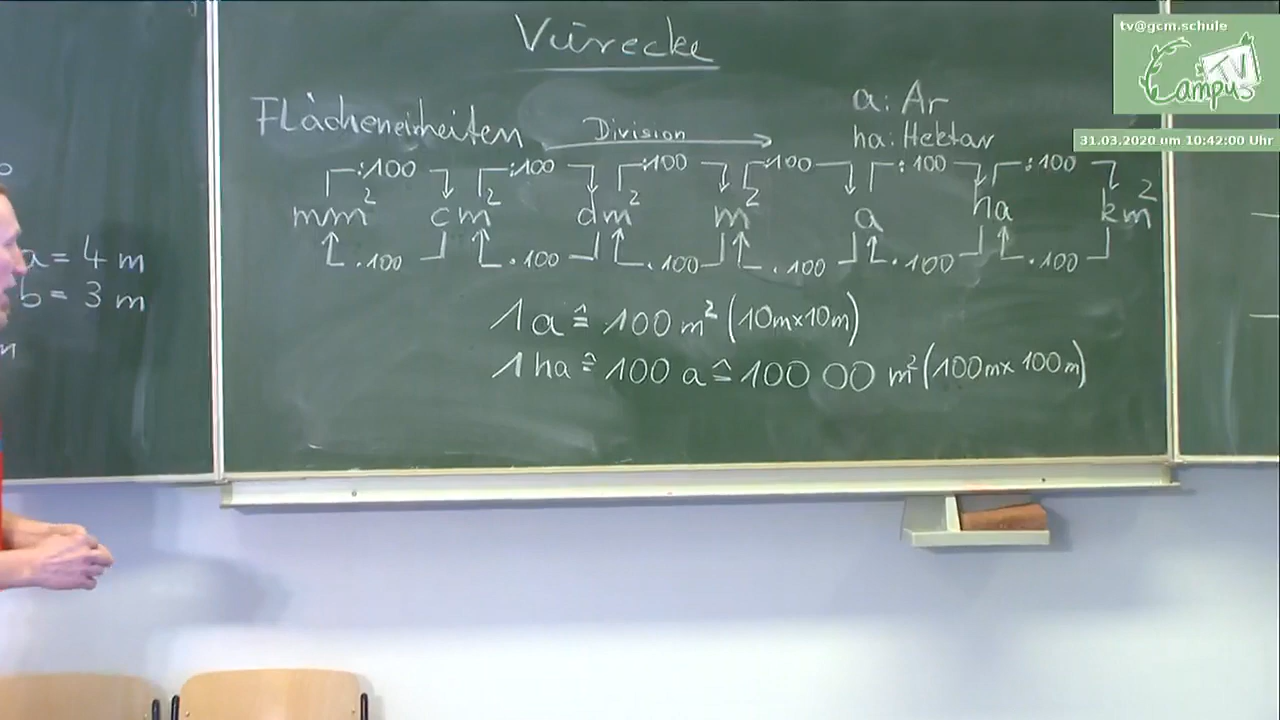 Vierecke
Flächeneinheiten
Division
a: Ar
ha: Hektar
:100 :100 :100 :100 :100 :100
mm² cm² dm² m² a ha km²
·100 ·100 ·100 ·100 ·100 ·100
1 a ≙ 100 m² (10m×10m)
1 ha ≙ 100 a ≙ 100 00 m² (100m× 100m)
a = 4 m
b = 3 m
m
tv@gcm.schule
Campus TV
31.03.2020 um 10:42:00 Uhr